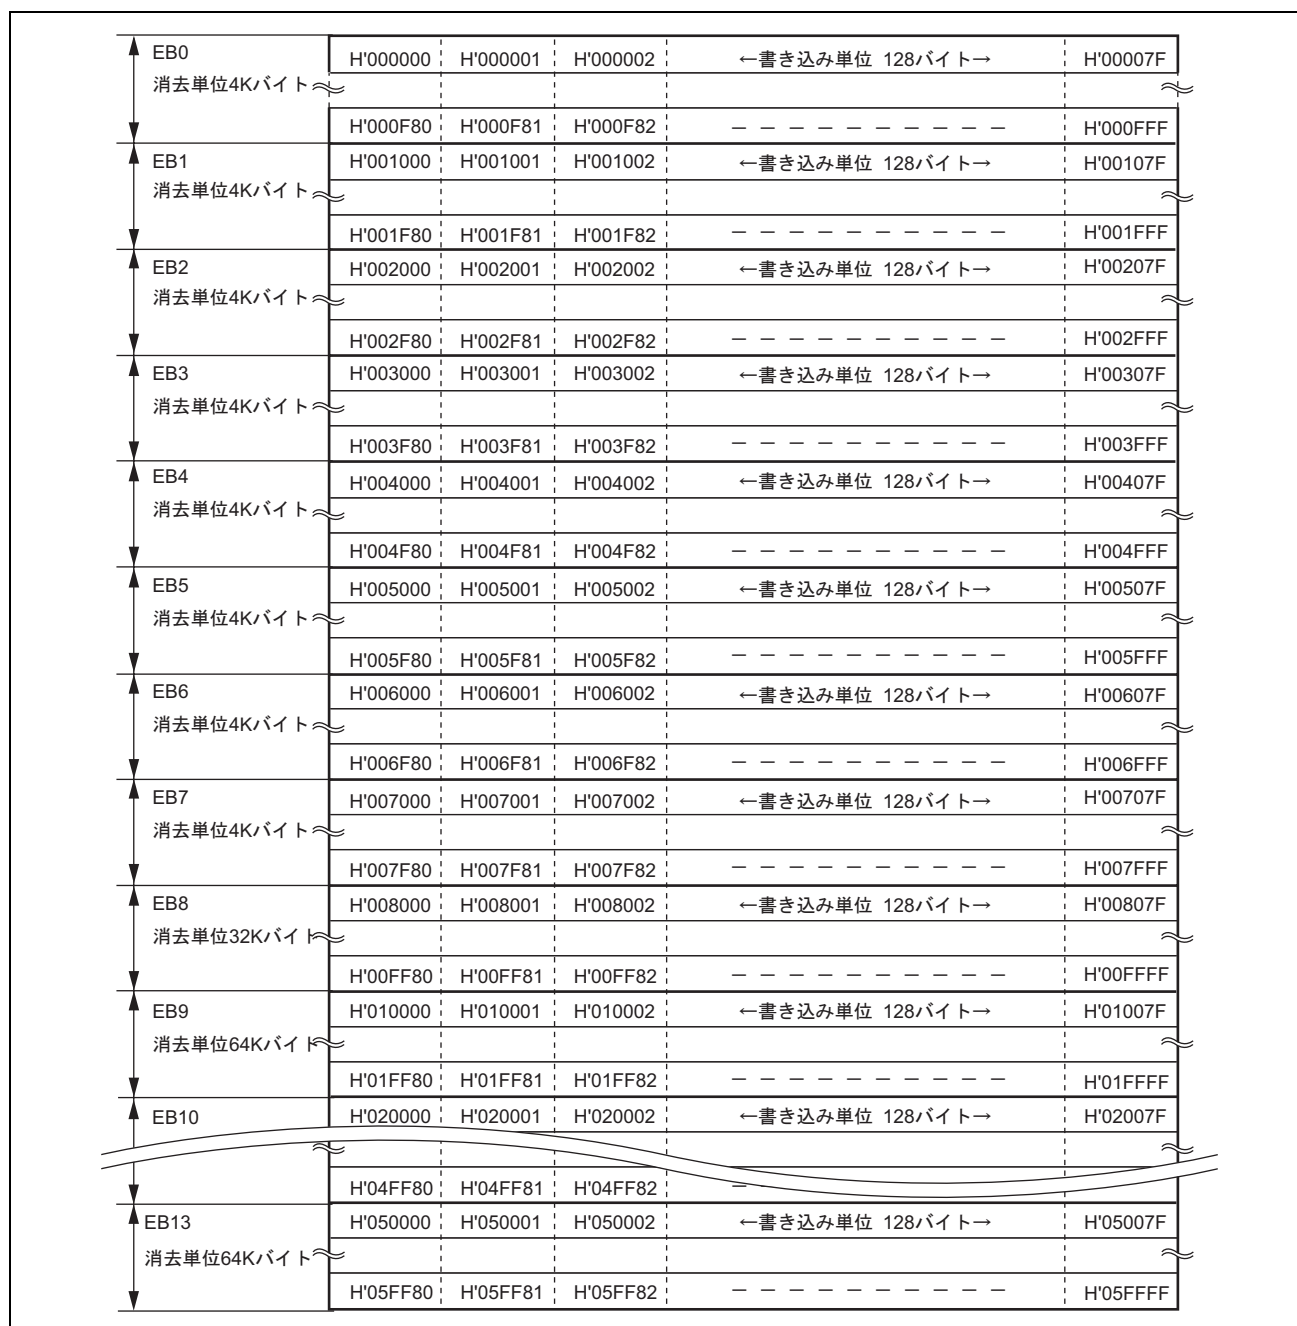 EB0 H'000000 H'000001 H'000002 ←書き込み単位 128バイト→ H'00007F
消去単位4Kバイト
H'000F80 H'000F81 H'000F82 － － － － － － － － － － H'000FFF
EB1 H'001000 H'001001 H'001002 ←書き込み単位 128バイト→ H'00107F
消去単位4Kバイト
H'001F80 H'001F81 H'001F82 － － － － － － － － － － H'001FFF
EB2 H'002000 H'002001 H'002002 ←書き込み単位 128バイト→ H'00207F
消去単位4Kバイト
H'002F80 H'002F81 H'002F82 － － － － － － － － － － H'002FFF
EB3 H'003000 H'003001 H'003002 ←書き込み単位 128バイト→ H'00307F
消去単位4Kバイト
H'003F80 H'003F81 H'003F82 － － － － － － － － － － H'003FFF
EB4 H'004000 H'004001 H'004002 ←書き込み単位 128バイト→ H'00407F
消去単位4Kバイト
H'004F80 H'004F81 H'004F82 － － － － － － － － － － H'004FFF
EB5 H'005000 H'005001 H'005002 ←書き込み単位 128バイト→ H'00507F
消去単位4Kバイト
H'005F80 H'005F81 H'005F82 － － － － － － － － － － H'005FFF
EB6 H'006000 H'006001 H'006002 ←書き込み単位 128バイト→ H'00607F
消去単位4Kバイト
H'006F80 H'006F81 H'006F82 － － － － － － － － － － H'006FFF
EB7 H'007000 H'007001 H'007002 ←書き込み単位 128バイト→ H'00707F
消去単位4Kバイト
H'007F80 H'007F81 H'007F82 － － － － － － － － － － H'007FFF
EB8 H'008000 H'008001 H'008002 ←書き込み単位 128バイト→ H'00807F
消去単位32Kバイト
H'00FF80 H'00FF81 H'00FF82 － － － － － － － － － － H'00FFFF
EB9 H'010000 H'010001 H'010002 ←書き込み単位 128バイト→ H'01007F
消去単位64Kバイト
H'01FF80 H'01FF81 H'01FF82 － － － － － － － － － － H'01FFFF
EB10 H'020000 H'020001 H'020002 ←書き込み単位 128バイト→ H'02007F
H'04FF80 H'04FF81 H'04FF82 －
EB13 H'050000 H'050001 H'050002 ←書き込み単位 128バイト→ H'05007F
消去単位64Kバイト
H'05FF80 H'05FF81 H'05FF82 － － － － － － － － － － H'05FFFF